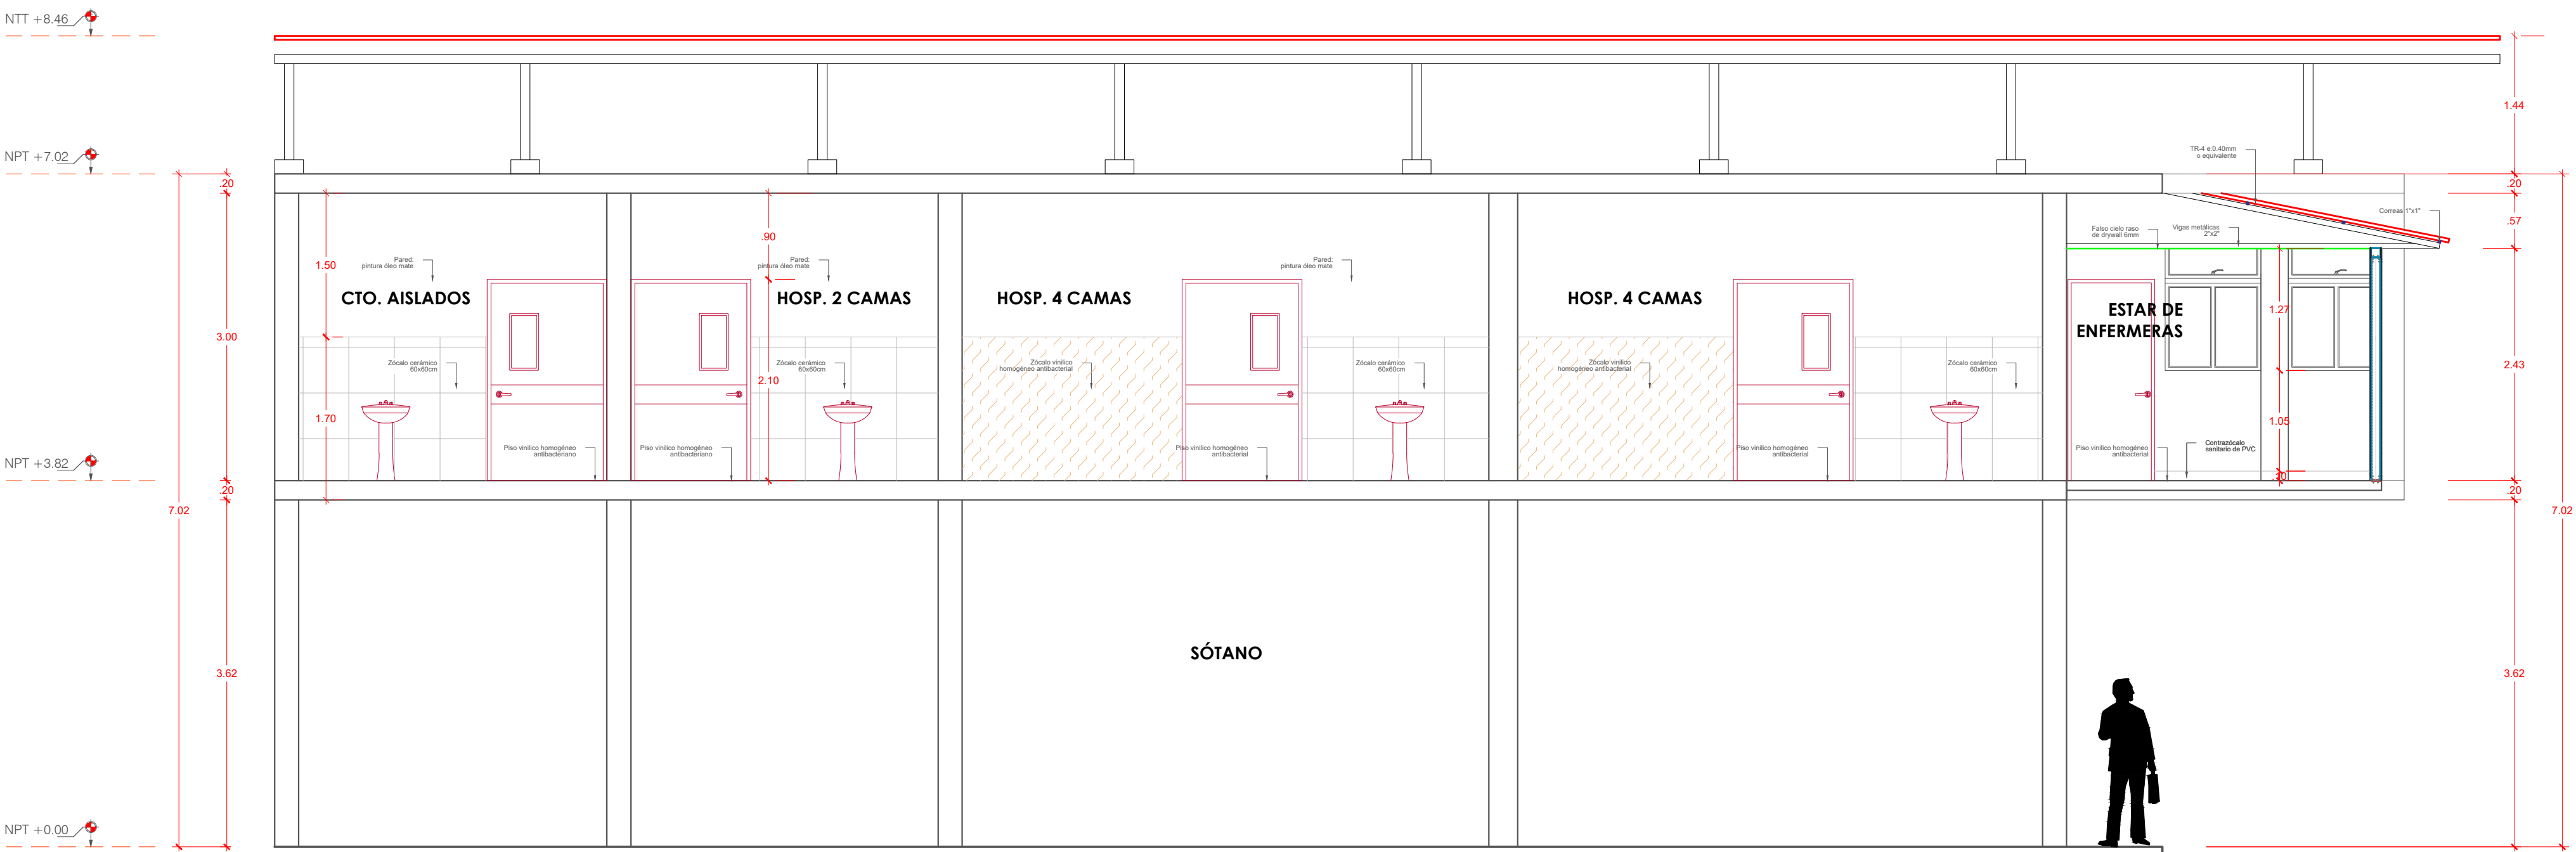 NTT +8.46
1.44
TR-4 e:0.40mm
o equivalente
NPT +7.02
.20
.20
Correas 1"x1"
.57
Falso cielo raso
de drywall 6mm
Vigas metálicas
2"x2"
.90
1.50
Pared:
pintura óleo mate
Pared:
pintura óleo mate
Pared:
pintura óleo mate
CTO. AISLADOS
HOSP. 2 CAMAS
HOSP. 4 CAMAS
HOSP. 4 CAMAS
ESTAR DE
ENFERMERAS
1.27
3.00
2.43
Zócalo cerámico
60x60cm
Zócalo cerámico
60x60cm
Zócalo vinílico
homogéneo antibacterial
Zócalo cerámico
60x60cm
Zócalo vinílico
homogéneo antibacterial
Zócalo cerámico
60x60cm
2.10
1.70
1.05
Piso vinílico homogéneo
antibacteriano
Piso vinílico homogéneo
antibacteriano
Piso vinílico homogéneo
antibacterial
Piso vinílico homogéneo
antibacterial
Piso vinílico homogéneo
antibacterial
Contrazócalo
sanitario de PVC
.10
NPT +3.82
.20
.20
7.02
7.02
SÓTANO
3.62
3.62
NPT +0.00